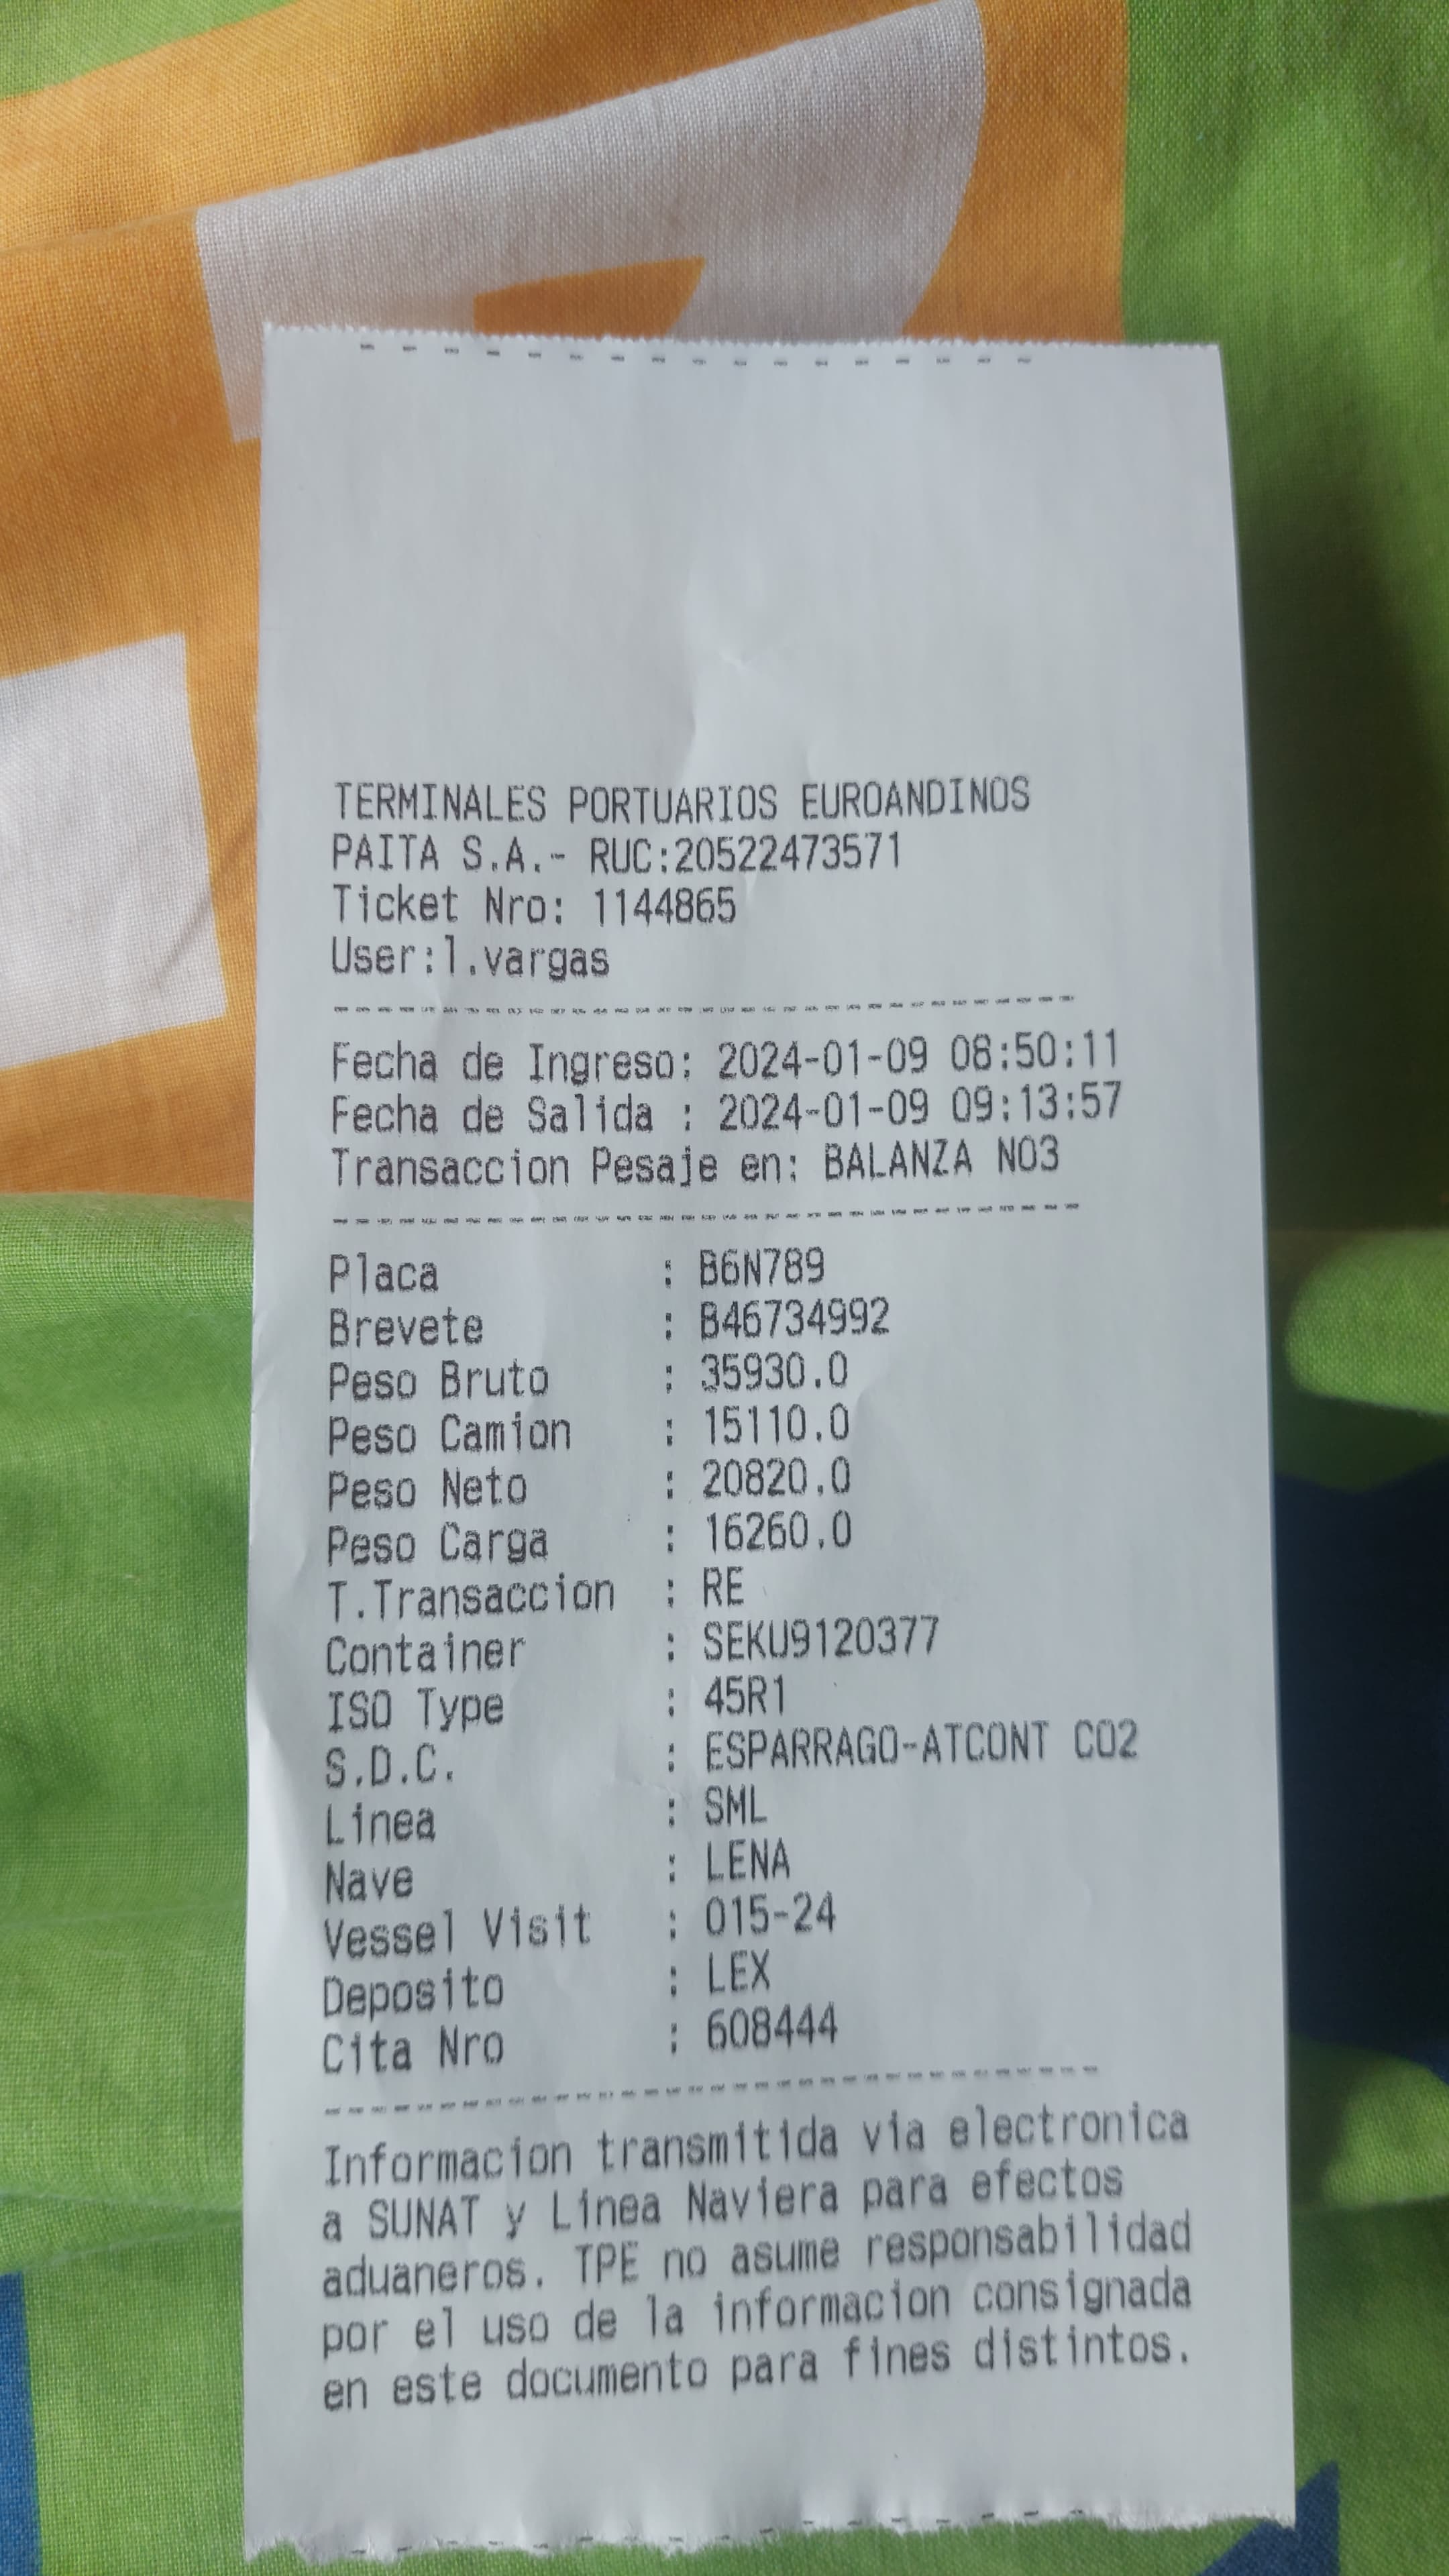 TERMINALES PORTUARIOS EUROANDINOS
PAITA S.A.- RUC:20522473571
Ticket Nro: 1144865
User:l.vargas
Fecha de Ingreso: 2024-01-09 08:50:11
Fecha de Salida : 2024-01-09 09:13:57
Transaccion Pesaje en: BALANZA NO3
Placa : B6N789
Brevete : B46734992
Peso Bruto : 35930.0
Peso Camion : 15110.0
Peso Neto : 20820.0
Peso Carga : 16260.0
T.Transaccion : RE
Container : SEKU9120377
ISO Type : 45R1
S.D.C. : ESPARRAGO-ATCONT CO2
Linea : SML
Nave : LENA
Vessel Visit : 015-24
Deposito : LEX
Cita Nro : 608444
Informacion transmitida via electronica
a SUNAT y Linea Naviera para efectos
aduaneros. TPE no asume responsabilidad
por el uso de la informacion consignada
en este documento para fines distintos.